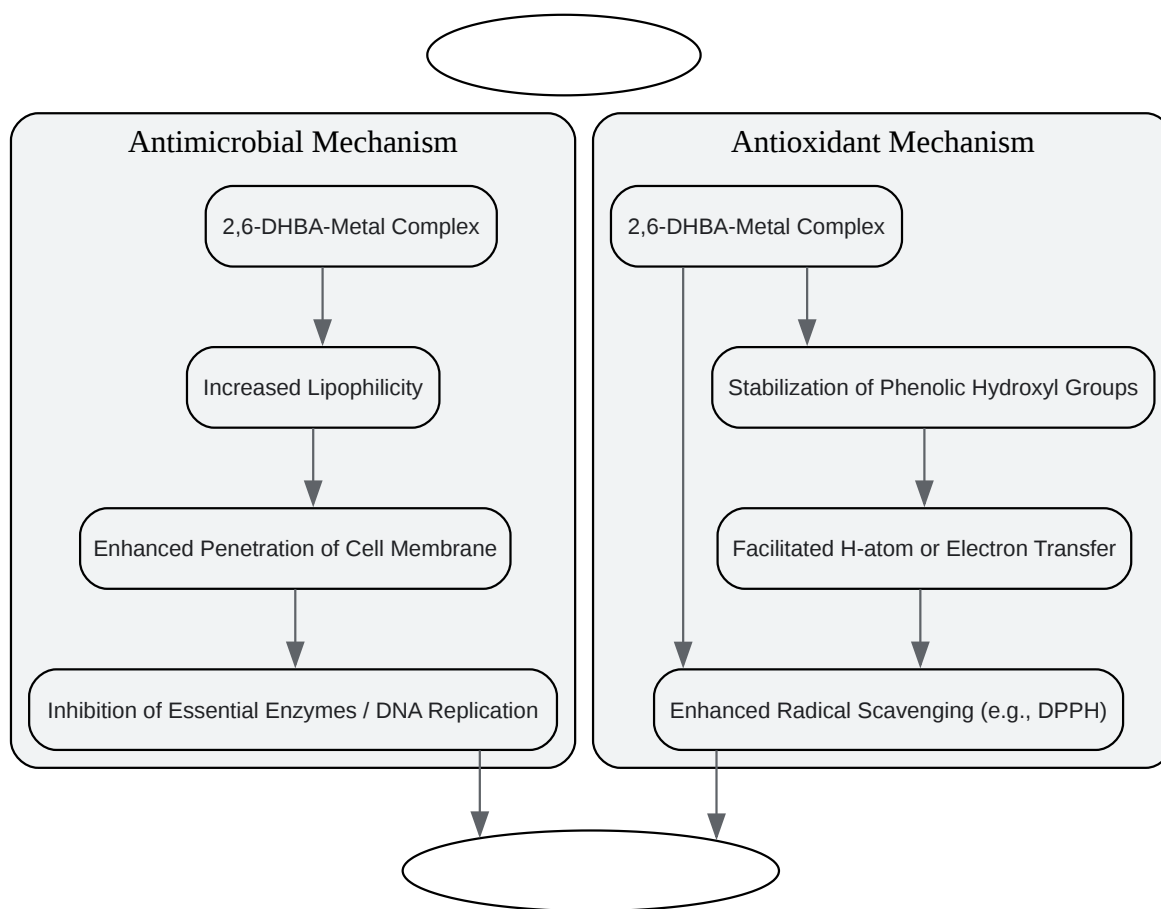 Antimicrobial Mechanism
2,6-DHBA-Metal Complex
Increased Lipophilicity
Enhanced Penetration of Cell Membrane
Inhibition of Essential Enzymes / DNA Replication
Antioxidant Mechanism
2,6-DHBA-Metal Complex
Stabilization of Phenolic Hydroxyl Groups
Facilitated H-atom or Electron Transfer
Enhanced Radical Scavenging (e.g., DPPH)